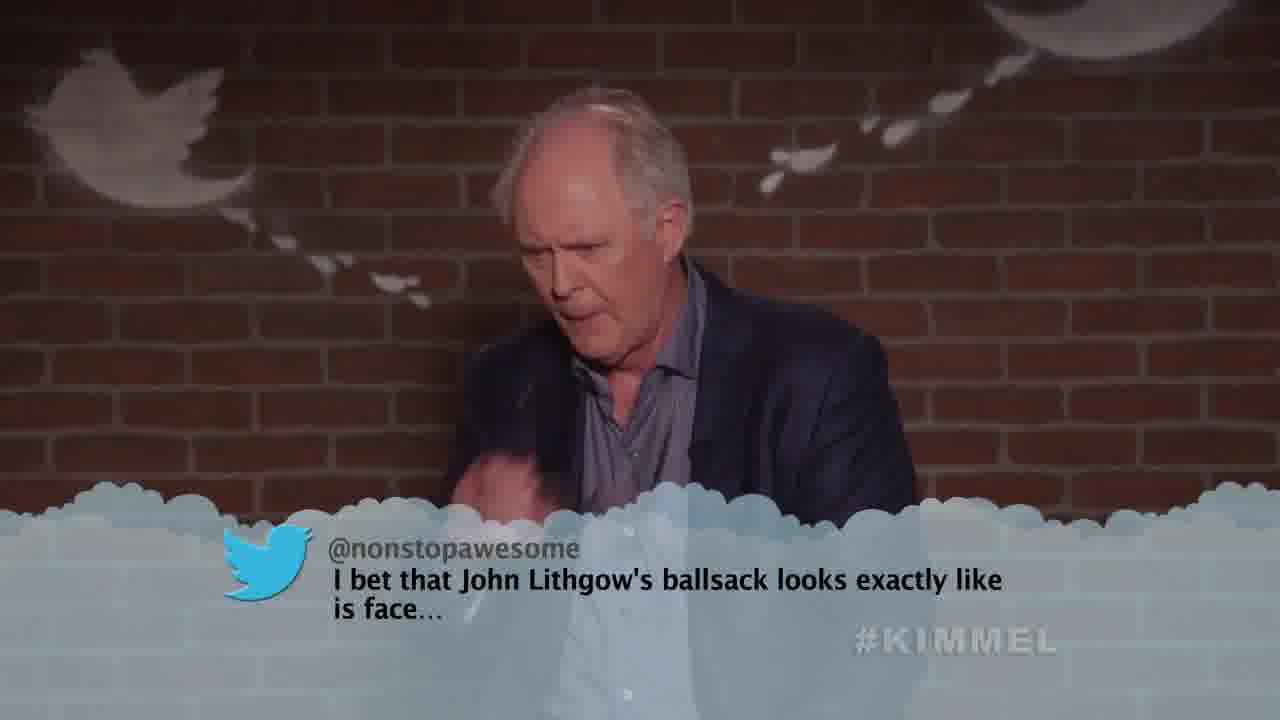 @nonstopawesome
I bet that John Lithgow's ballsack looks exactly like
is face...
#KIMMEL